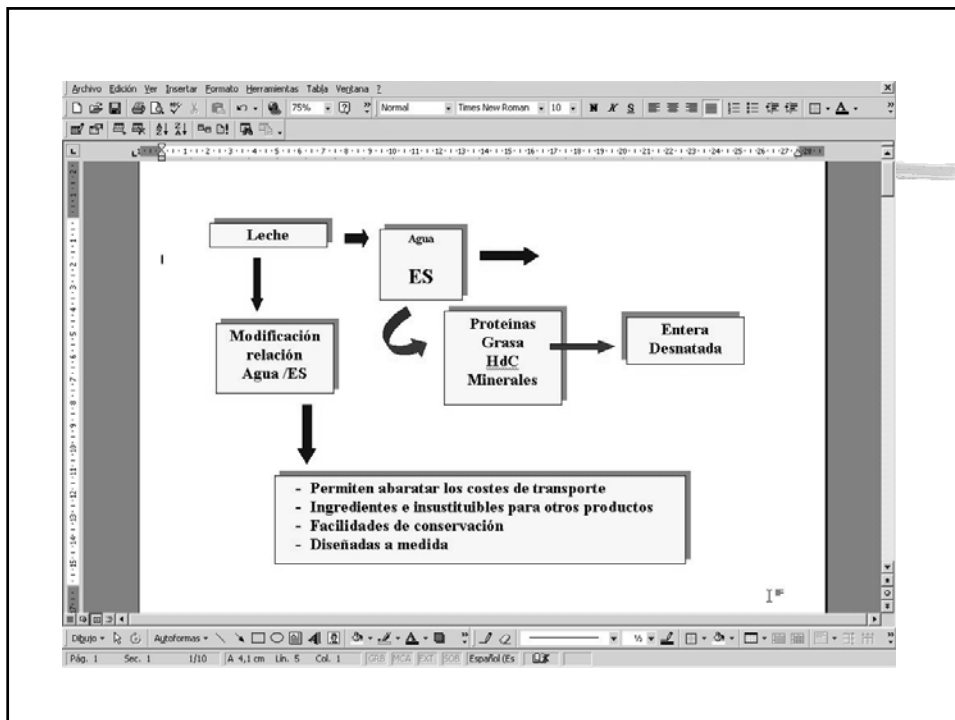 Archivo Edición Ver Insertar Formato Herramientas Tabla Ventana ?
75% Normal Times New Roman 10 N K S
Leche
Agua
ES
Modificación
relación
Agua /ES
Proteínas
Grasa
HdC
Minerales
Entera
Desnatada
- Permiten abaratar los costes de transporte
- Ingredientes e insustituibles para otros productos
- Facilidades de conservación
- Diseñadas a medida
Dibujo Autoformas
Pág. 1 Sec. 1 1/10 A 4,1 cm Lín. 5 Col. 1 GRB MCA EXT SOB Español (Es